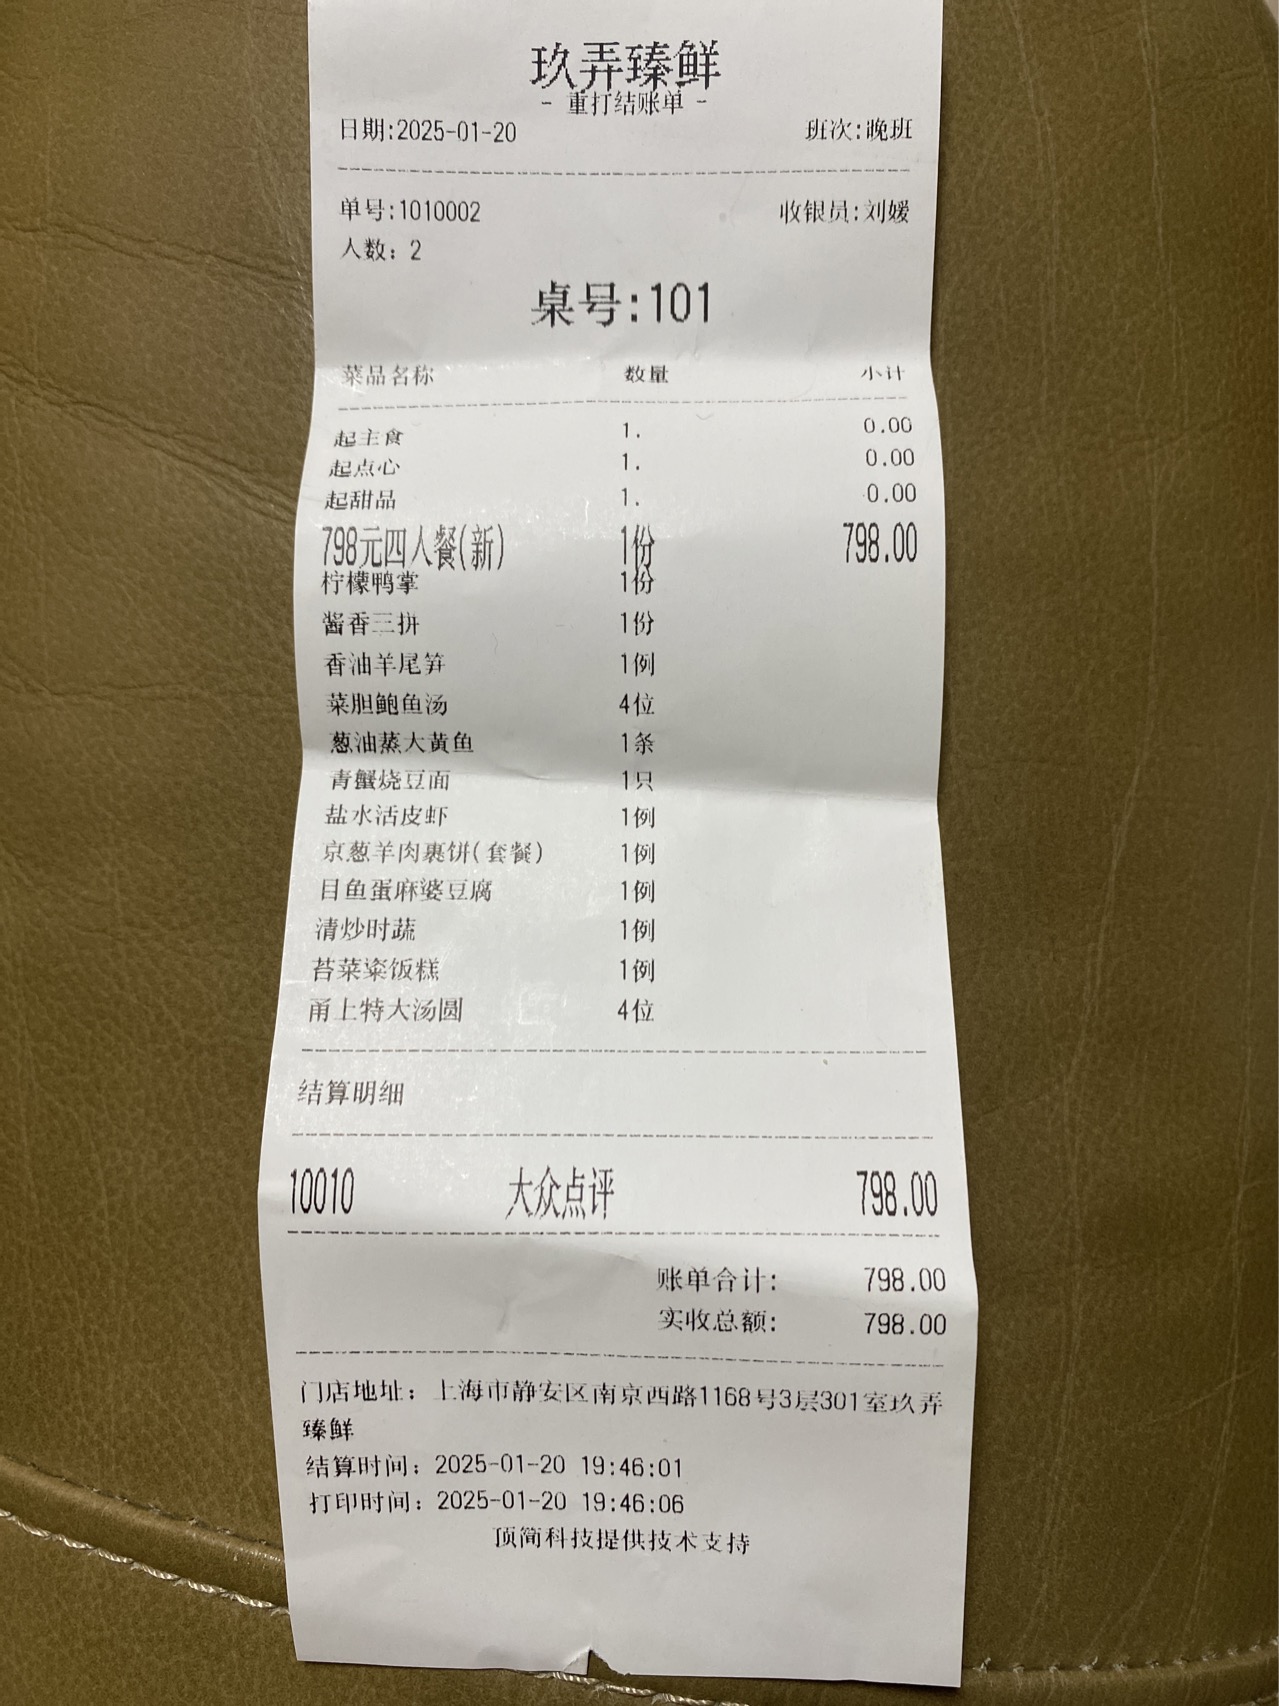 玖弄臻鲜
- 重打结账单 -
日期:2025-01-20 班次:晚班
单号:1010002 收银员:刘媛
人数：2
桌号:101
菜品名称 数量 小计
起主食 1. 0.00
起点心 1. 0.00
起甜品 1. 0.00
798元四人餐(新) 1份 798.00
柠檬鸭掌 1份
酱香三拼 1份
香油羊尾笋 1例
菜胆鲍鱼汤 4位
葱油蒸大黄鱼 1条
青蟹烧豆面 1只
盐水活皮虾 1例
京葱羊肉裹饼(套餐) 1例
目鱼蛋麻婆豆腐 1例
清炒时蔬 1例
苔菜粢饭糕 1例
甬上特大汤圆 4位
结算明细
10010 大众点评 798.00
账单合计: 798.00
实收总额: 798.00
门店地址：上海市静安区南京西路1168号3层301室玖弄
臻鲜
结算时间：2025-01-20 19:46:01
打印时间：2025-01-20 19:46:06
顶简科技提供技术支持